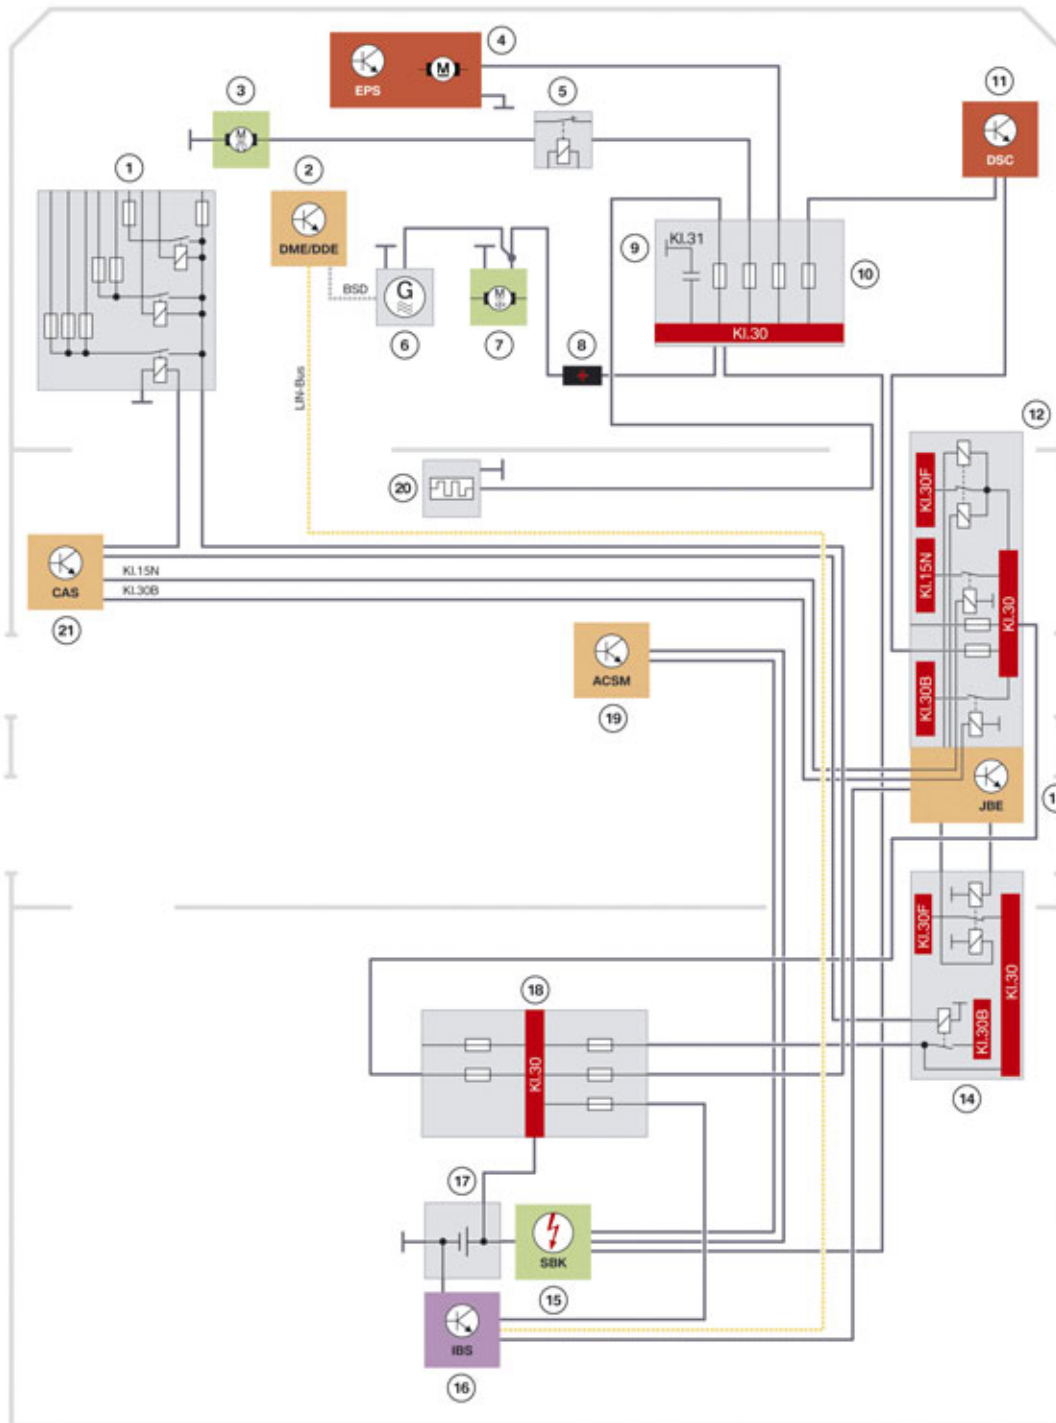 4
EPS
M
3
M
5
11
DSC
1
2
DME/DDE
9
Kl.31
10
BSD
G
M
6
7
8
Kl.30
LIN-Bus
12
20
Kl.30F
Kl.15N
Kl.30
Kl.30B
CAS
21
Kl.15N
Kl.30B
ACSM
19
JBE
Kl.30F
Kl.30
Kl.30B
14
18
Kl.30
17
SBK
15
IBS
16